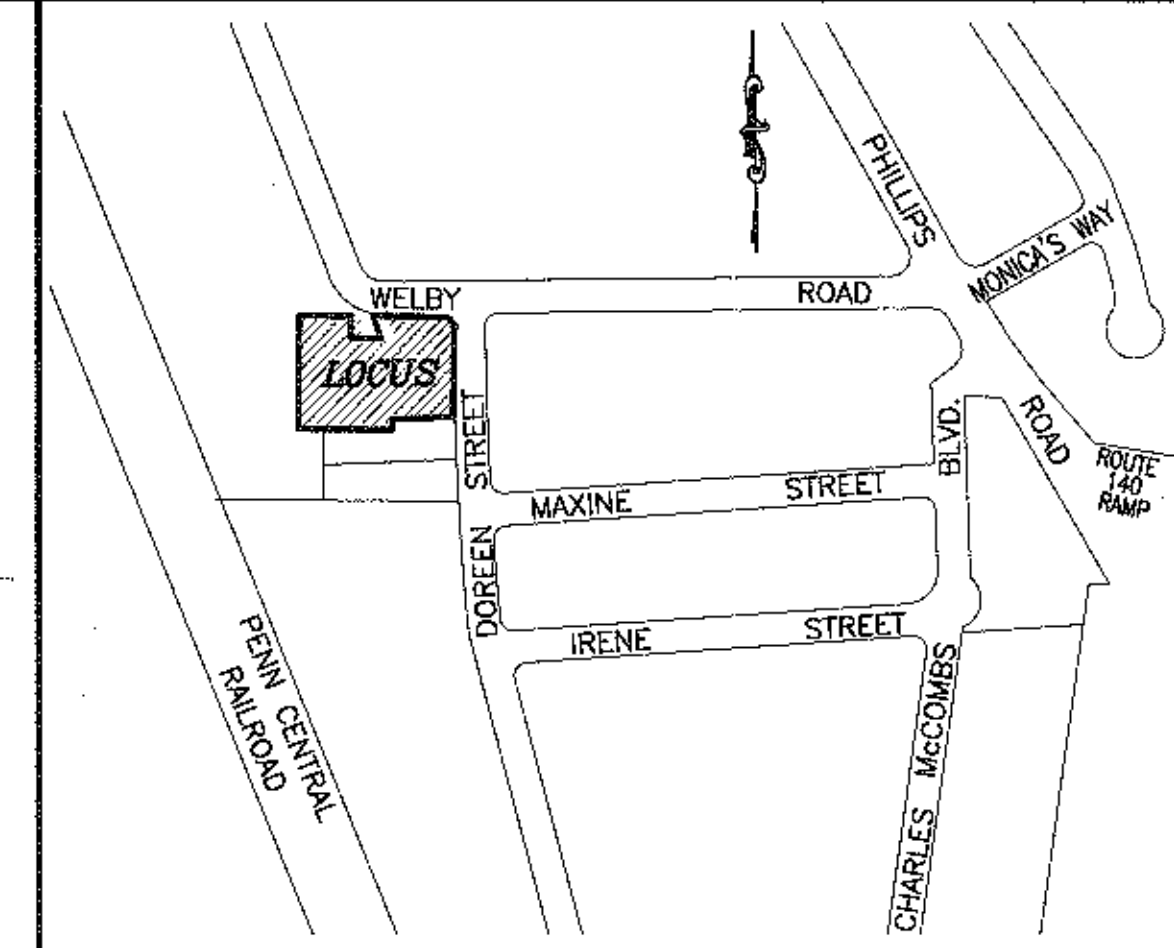 PHILLIPS
MONICA'S WAY
WELBY
ROAD
LOCUS
STREET
BLVD.
ROAD
ROUTE
140
RAMP
MAXINE
STREET
DOREEN
IRENE
STREET
PENN CENTRAL
RAILROAD
CHARLES McCOMBS